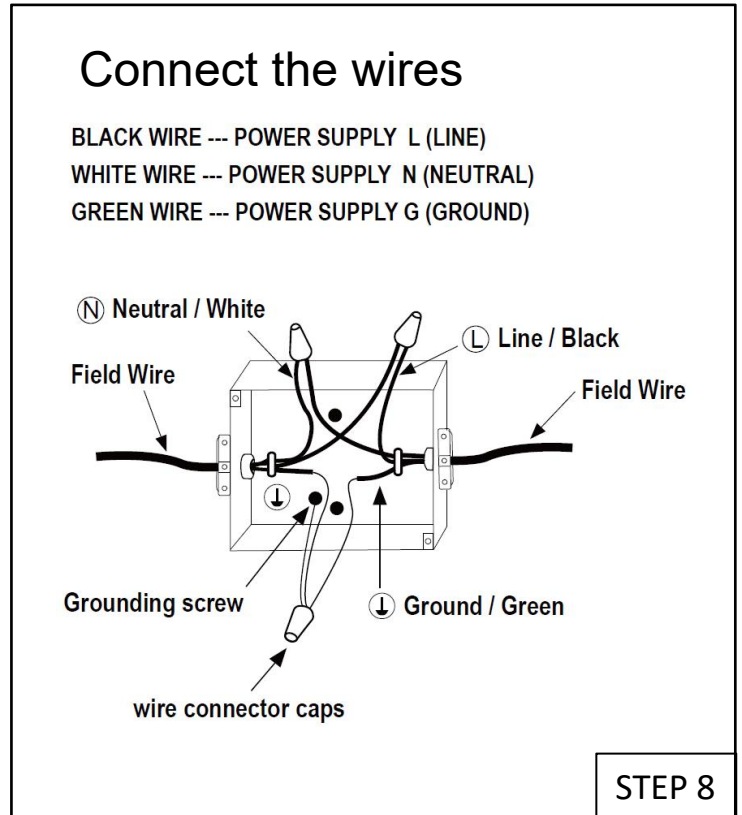 Connect the wires
BLACK WIRE --- POWER SUPPLY L (LINE)
WHITE WIRE --- POWER SUPPLY N (NEUTRAL)
GREEN WIRE --- POWER SUPPLY G (GROUND)
N Neutral / White
L Line / Black
Field Wire
Field Wire
Grounding screw
Ground / Green
wire connector caps
STEP 8